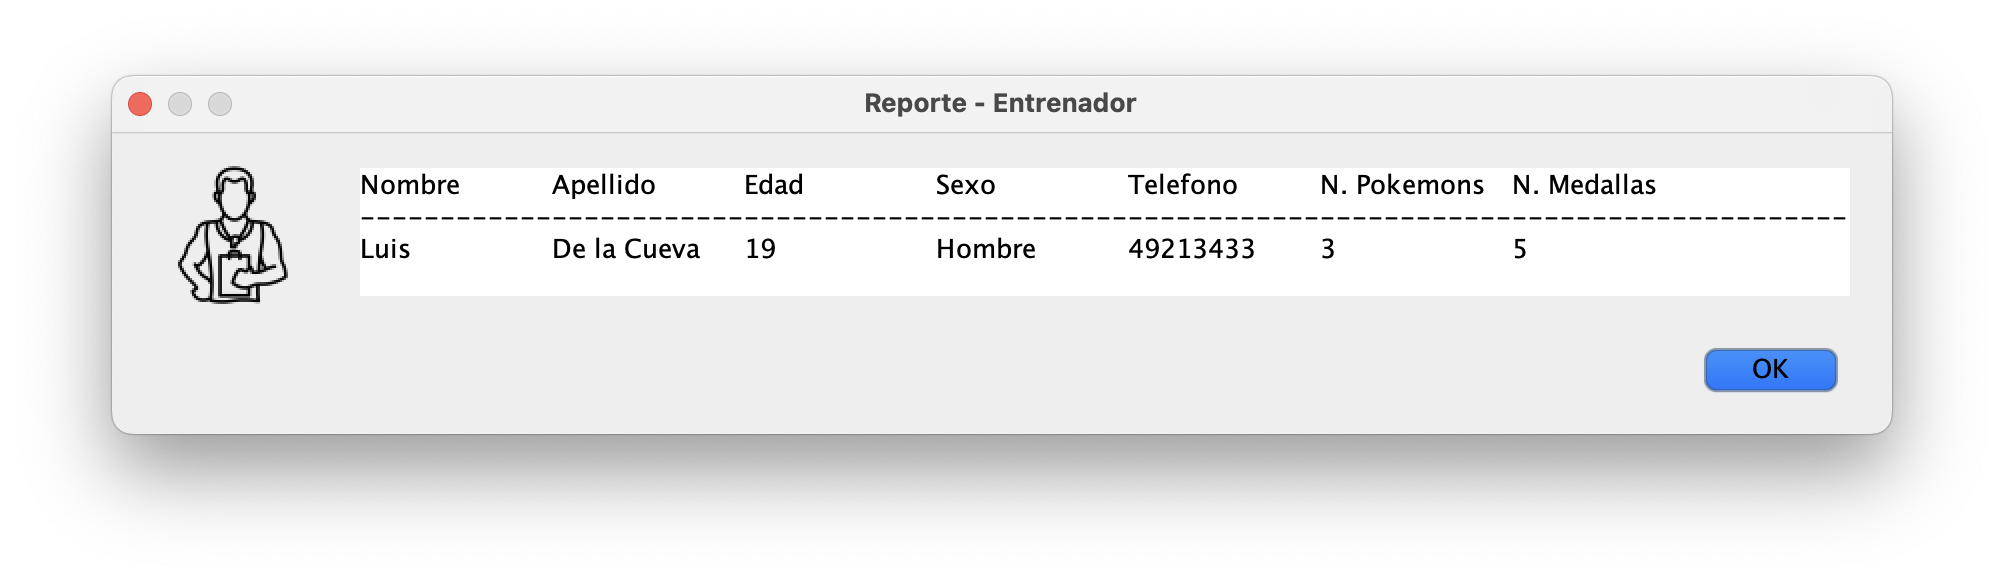 Reporte - Entrenador
Nombre Apellido Edad Sexo Telefono N. Pokemons N. Medallas
---------------------------------------------------------------------------------------------
Luis De la Cueva 19 Hombre 49213433 3 5
OK